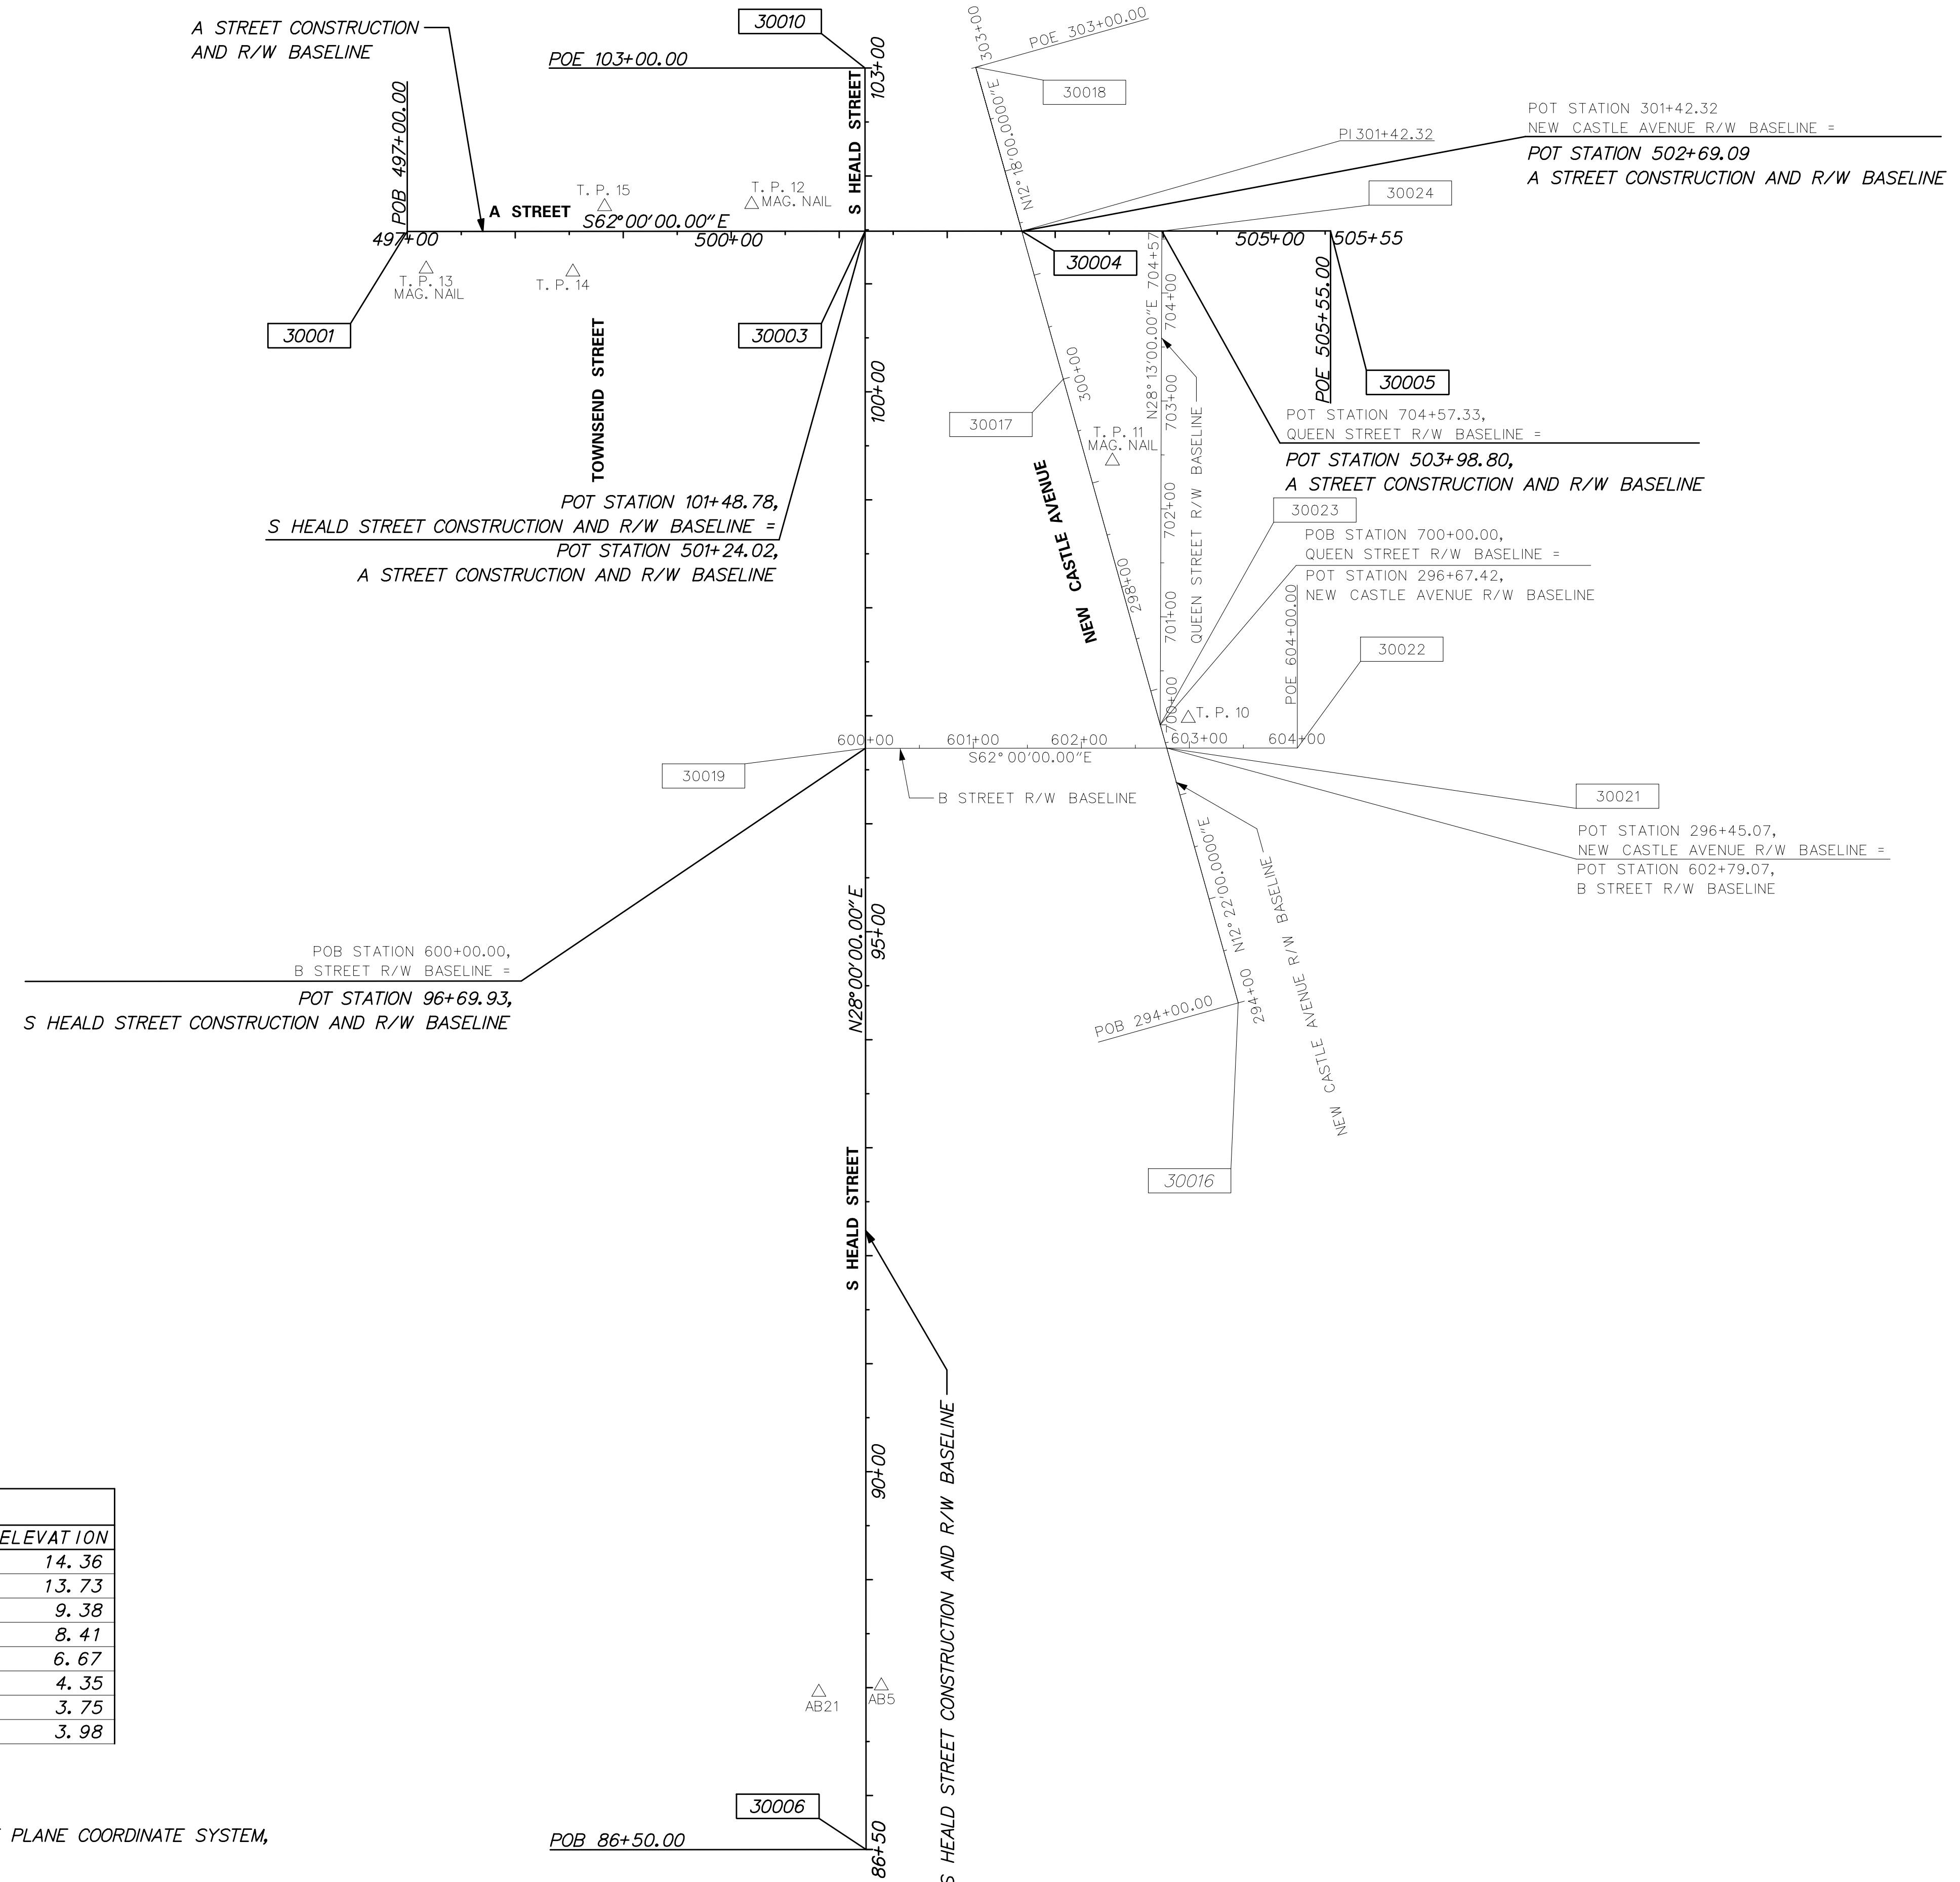 A STREET CONSTRUCTION
AND R/W BASELINE
30010
POE 103+00.00
103+00
S HEALD STREET
303+00
POE 303+00.00
30018
N12°18'00.0000"E
POB 497+00.00
A STREET
T. P. 15
S62°00'00.00"E
T. P. 12
MAG. NAIL
497+00
500+00
T. P. 13
MAG. NAIL
T. P. 14
30001
30003
TOWNSEND STREET
PI 301+42.32
POT STATION 301+42.32
NEW CASTLE AVENUE R/W BASELINE =
POT STATION 502+69.09
A STREET CONSTRUCTION AND R/W BASELINE
30024
30004
505+00
505+55
POE 505+55.00
30005
704+57
N28°13'00.00"E
704+00
703+00
702+00
701+00
700+00
QUEEN STREET R/W BASELINE
300+00
30017
T. P. 11
MAG. NAIL
100+00
POT STATION 704+57.33,
QUEEN STREET R/W BASELINE =
POT STATION 503+98.80,
A STREET CONSTRUCTION AND R/W BASELINE
POT STATION 101+48.78,
S HEALD STREET CONSTRUCTION AND R/W BASELINE =
POT STATION 501+24.02,
A STREET CONSTRUCTION AND R/W BASELINE
NEW CASTLE AVENUE
298+00
30023
POB STATION 700+00.00,
QUEEN STREET R/W BASELINE =
POT STATION 296+67.42,
NEW CASTLE AVENUE R/W BASELINE
POE 604+00.00
30022
T. P. 10
600+00
601+00
602+00
603+00
604+00
S62°00'00.00"E
30019
B STREET R/W BASELINE
30021
POT STATION 296+45.07,
NEW CASTLE AVENUE R/W BASELINE =
POT STATION 602+79.07,
B STREET R/W BASELINE
N12°22'00.0000"E
294+00
POB 294+00.00
NEW CASTLE AVENUE R/W BASELINE
30016
N28°00'00.00"E
95+00
POB STATION 600+00.00,
B STREET R/W BASELINE =
POT STATION 96+69.93,
S HEALD STREET CONSTRUCTION AND R/W BASELINE
S HEALD STREET
90+00
S HEALD STREET CONSTRUCTION AND R/W BASELINE
ELEVATION
14.36
13.73
9.38
8.41
6.67
4.35
3.75
3.98
AB21
AB5
30006
POB 86+50.00
86+50
PLANE COORDINATE SYSTEM,